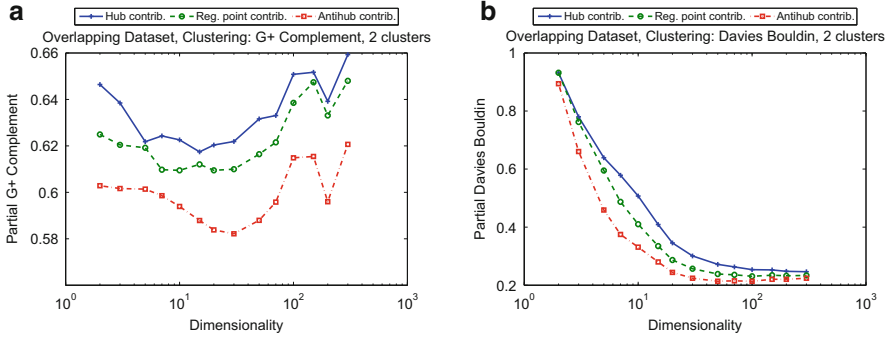 a
Hub contrib. Reg. point contrib. Antihub contrib.
Overlapping Dataset, Clustering: G+ Complement, 2 clusters
Partial G+ Complement
0.66
0.64
0.62
0.6
0.58
10^0 10^1 10^2 10^3
Dimensionality
b
Hub contrib. Reg. point contrib. Antihub contrib.
Overlapping Dataset, Clustering: Davies Bouldin, 2 clusters
Partial Davies Bouldin
1
0.8
0.6
0.4
0.2
10^0 10^1 10^2 10^3
Dimensionality